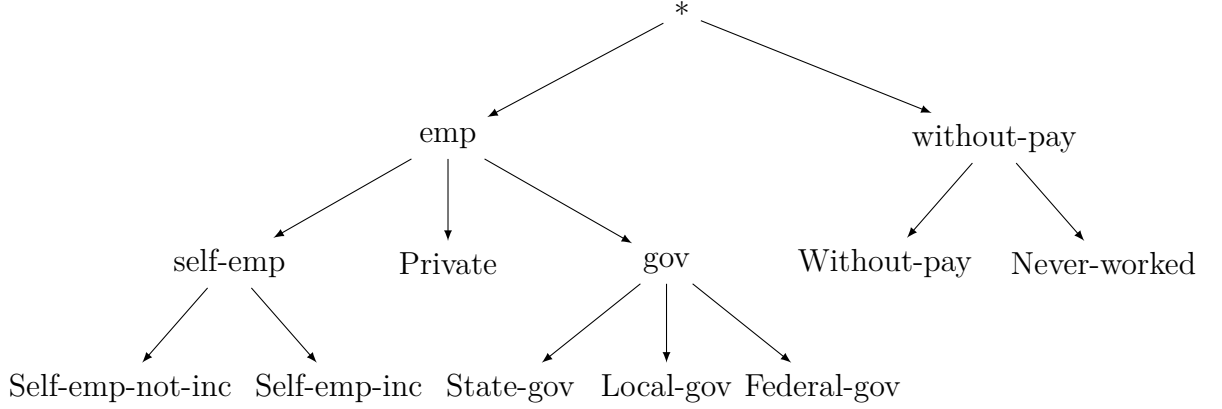 *
emp without-pay
self-emp Private gov Without-pay Never-worked
Self-emp-not-inc Self-emp-inc State-gov Local-gov Federal-gov